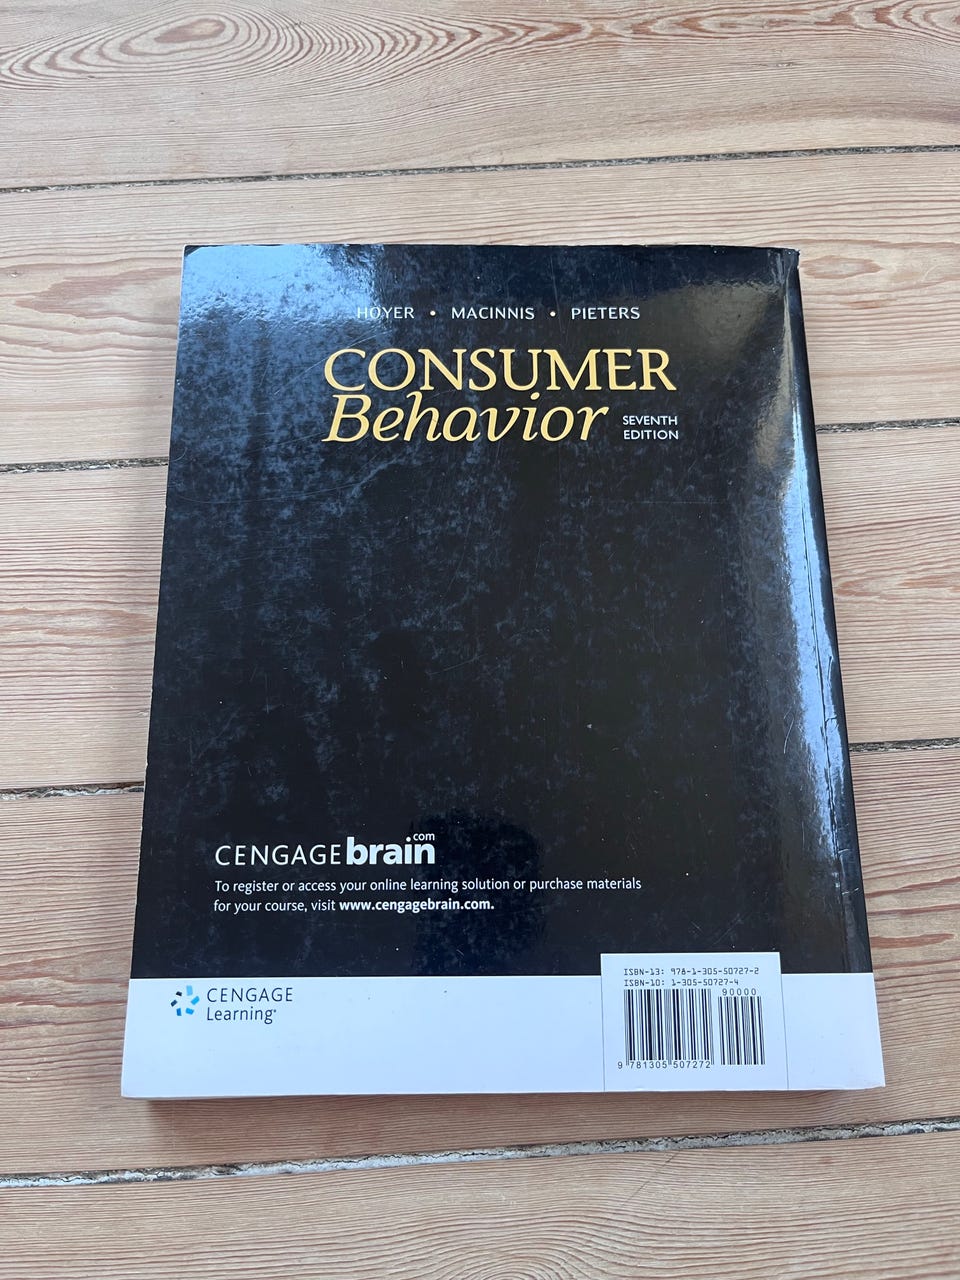 HOYER • MACINNIS • PIETERS
CONSUMER
Behavior SEVENTH
EDITION
CENGAGEbrain.com
To register or access your online learning solution or purchase materials
for your course, visit www.cengagebrain.com.
CENGAGE
Learning®
ISBN-13: 978-1-305-50727-2
ISBN-10: 1-305-50727-4
90000
9 781305 507272